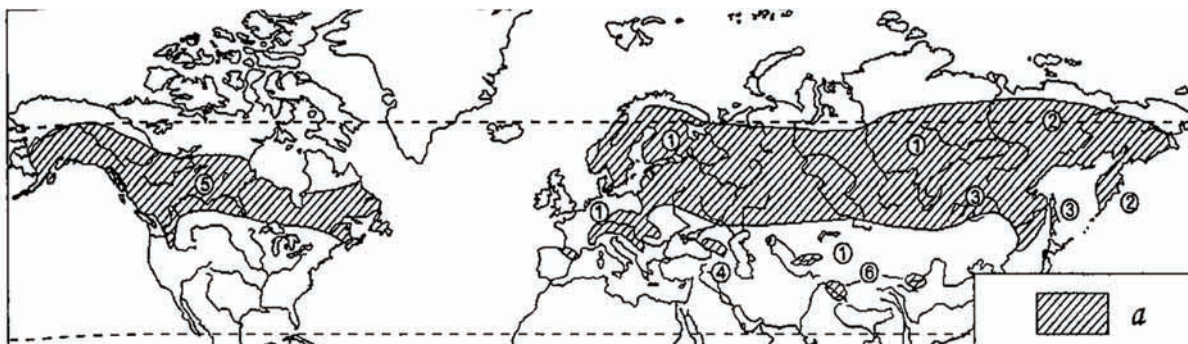 ② 
① ① 
⑤ ③ ③ ② 
① 
① 
④ ⑥ 
a